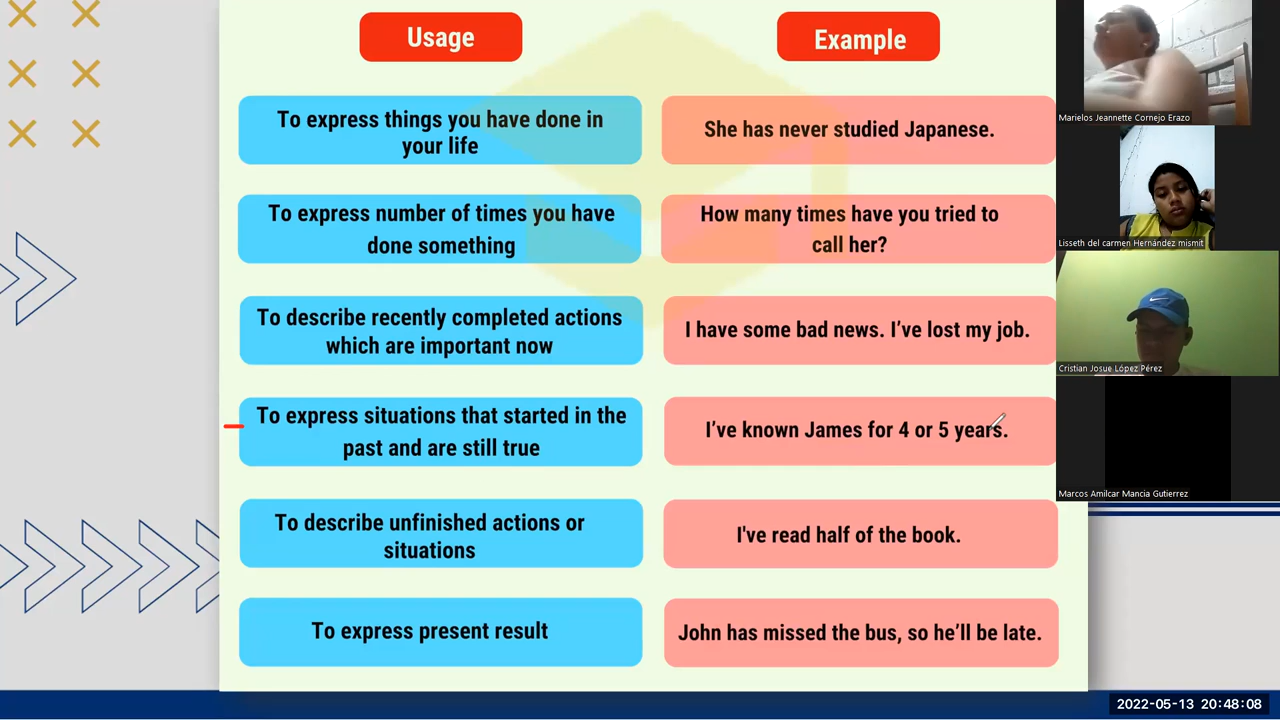 Usage
Example
To express things you have done in
your life
She has never studied Japanese.
To express number of times you have
done something
How many times have you tried to
call her?
To describe recently completed actions
which are important now
I have some bad news. I've lost my job.
To express situations that started in the
past and are still true
I've known James for 4 or 5 years.
To describe unfinished actions or
situations
I've read half of the book.
To express present result
John has missed the bus, so he'll be late.
Marielos Jeannette Cornejo Erazo
Lisseth del carmen Hernández mismit
Cristian Josue López Pérez
Marcos Amilcar Mancia Gutierrez
2022-05-13 20:48:08